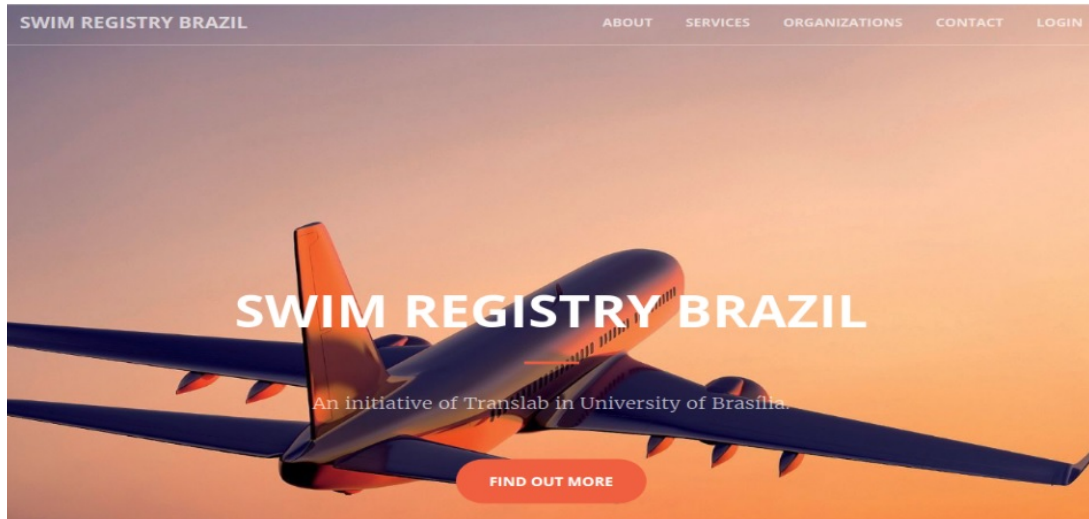 SWIM REGISTRY BRAZIL
ABOUT SERVICES ORGANIZATIONS CONTACT LOGIN
SWIM REGISTRY BRAZIL
An initiative of Translab in University of Brasília.
FIND OUT MORE